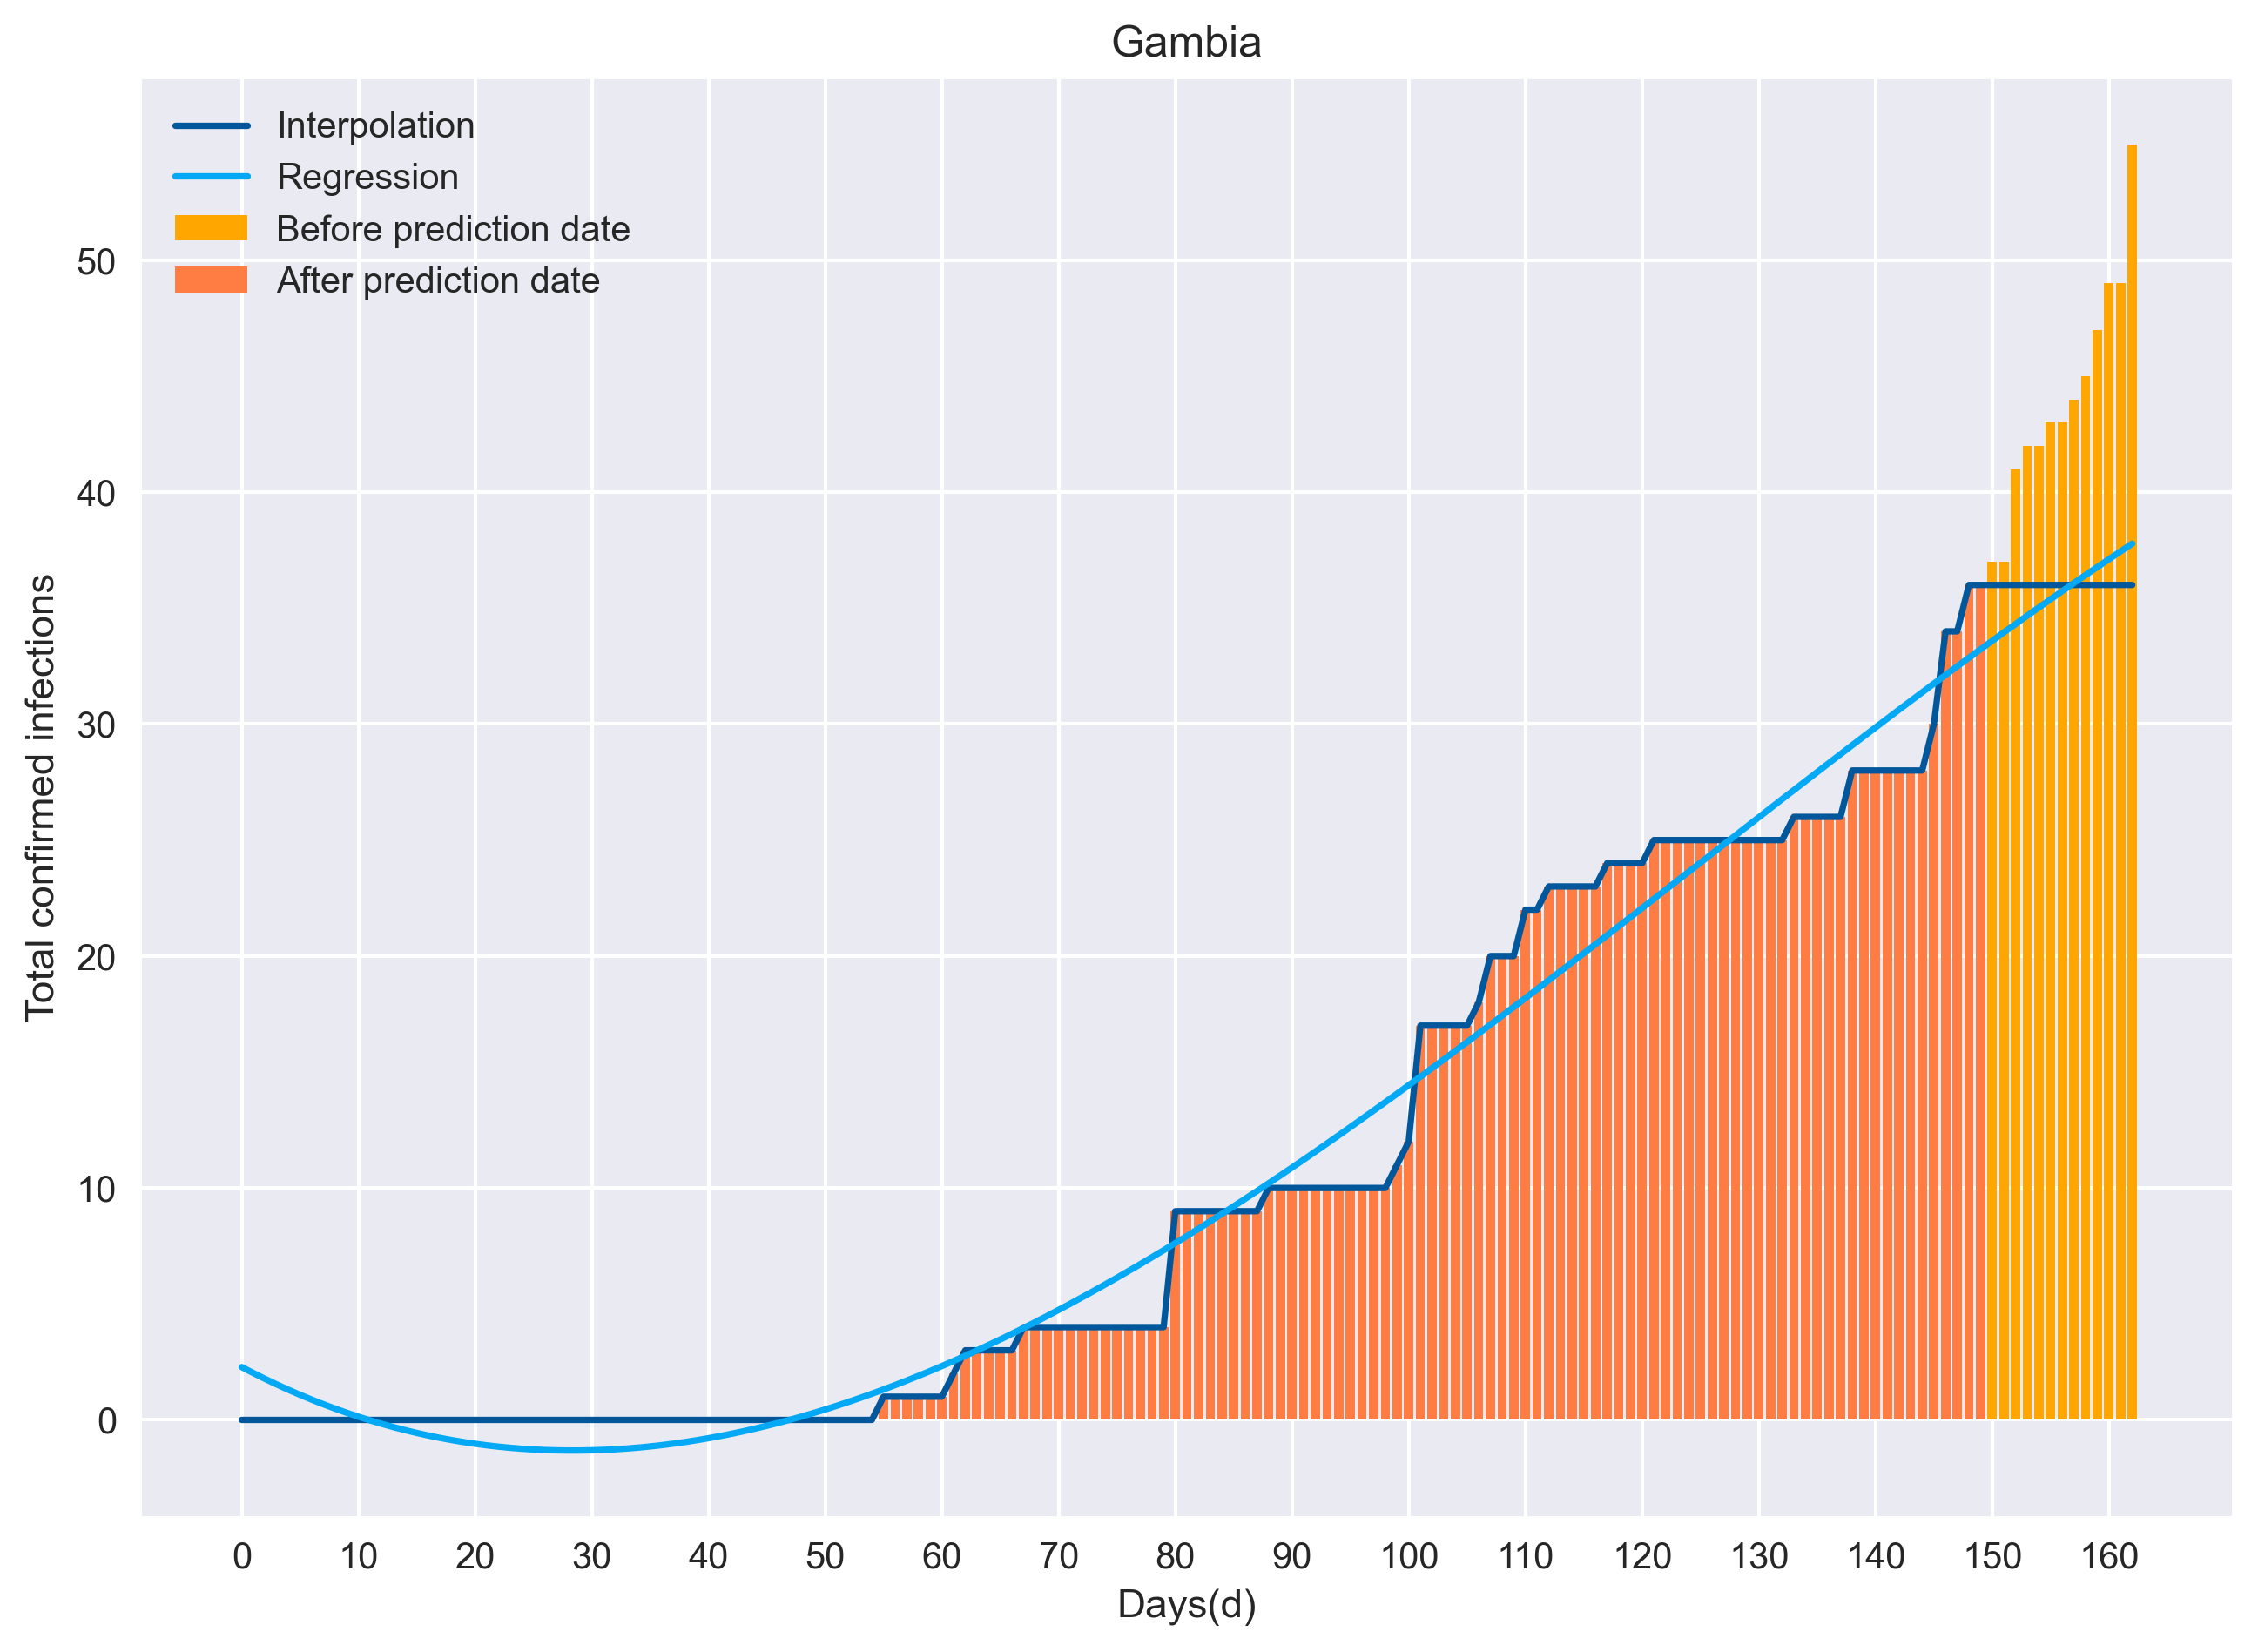 Gambia
Interpolation
Regression
Before prediction date
After prediction date
Total confirmed infections
50
40
30
20
10
0
0 10 20 30 40 50 60 70 80 90 100 110 120 130 140 150 160
Days(d)